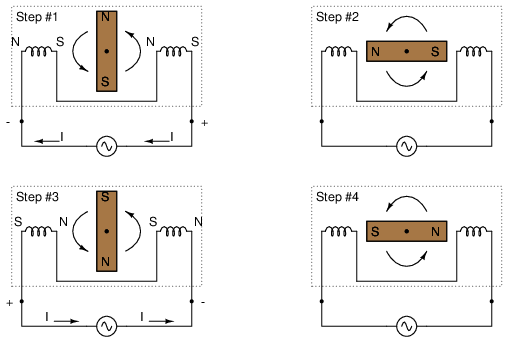 Step #1
N
N S N S
S
- I I +
Step #2
N S
Step #3
S
S N S N
N
+ I I -
Step #4
S N